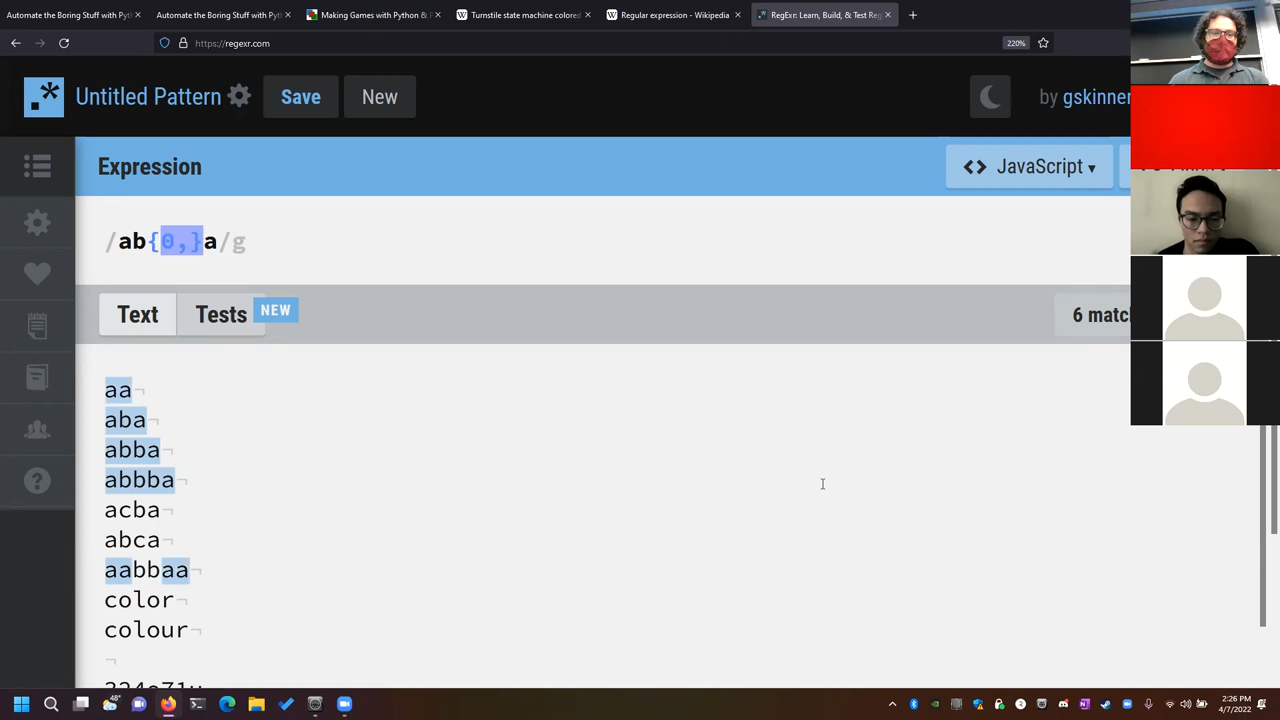 Automate the Boring Stuff with Pyt
Automate the Boring Stuff with Pyt
Making Games with Python & P
Turnstile state machine colored
Regular expression - Wikipedia
RegExr: Learn, Build, & Test Reg
https://regexr.com
220%
.*
Untitled Pattern
Save
New
by gskinner
Expression
<> JavaScript
/ab{0,}a/g
Text
Tests
NEW
6 matc
aa¬
aba¬
abba¬
abbba¬
acba¬
abca¬
aabbaa¬
color¬
colour¬
¬
48°
2:26 PM
4/7/2022